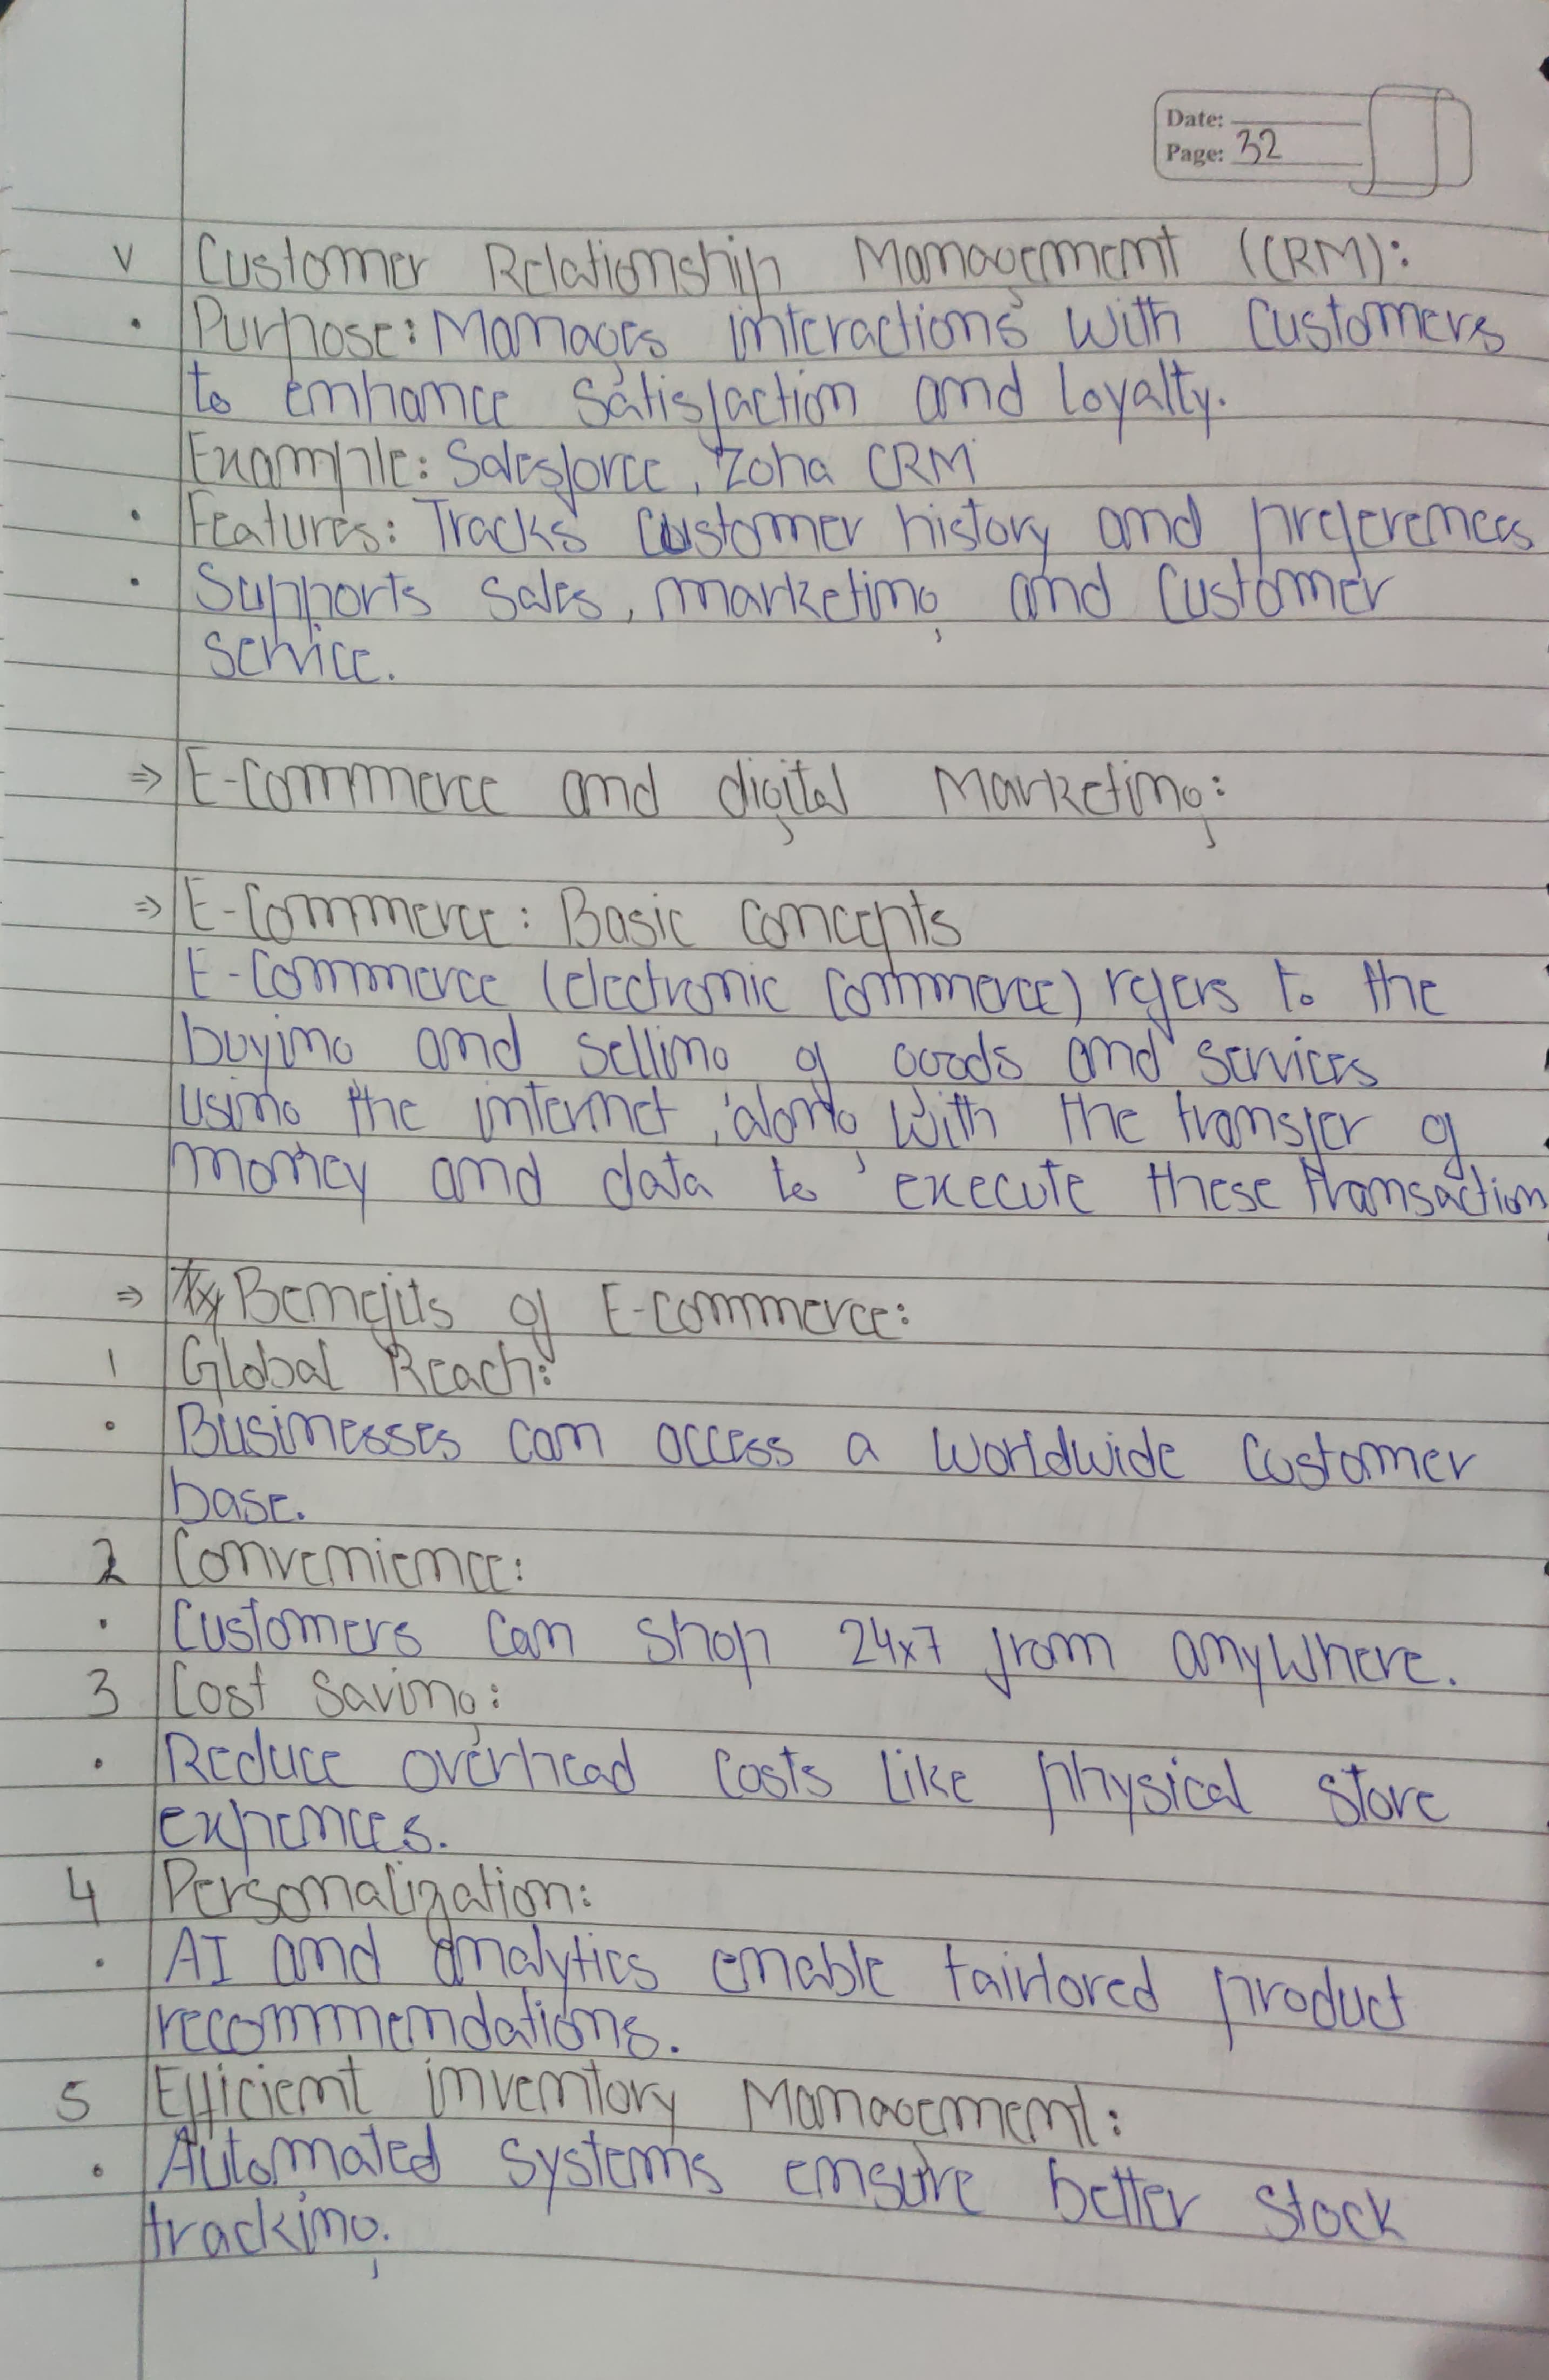 Date:
Page: 32
v Customer Relationship Management (CRM):
• Purpose: Manages interactions with customers
to enhance satisfaction and loyalty.
Example: Salesforce, Zoha CRM
• Features: Tracks customer history and preferences
• Supports sales, marketing and customer
service.
⇒ E-commerce and digital Marketing:
⇒ E-commerce: Basic concepts
E-commerce (electronic commerce) refers to the
buying and selling of goods and services
using the internet, along with the transfer of
money and data to execute these transaction
⇒ Benefits of E-commerce:
1 Global Reach:
• Businesses can access a worldwide customer
base.
2 Convenience:
• Customers can shop 24x7 from anywhere.
3 Cost saving:
• Reduce overhead costs like physical store
expences.
4 Personalization:
• AI and analytics enable tairlored product
recommendations.
5 Efficient inventory Management:
• Automated systems ensure better stock
tracking.